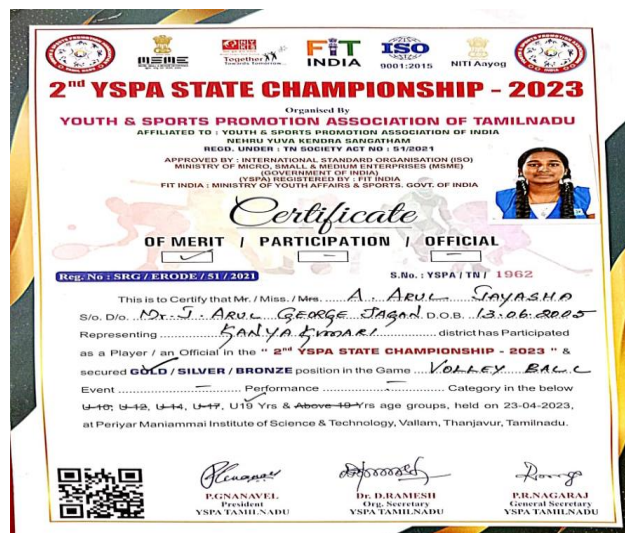 MSME
Together
Towards Tomorrow...
FIT
INDIA
ISO
9001:2015
NITI Aayog
2nd YSPA STATE CHAMPIONSHIP - 2023
Organised By
YOUTH & SPORTS PROMOTION ASSOCIATION OF TAMILNADU
AFFILIATED TO : YOUTH & SPORTS PROMOTION ASSOCIATION OF INDIA
NEHRU YUVA KENDRA SANGATHAM
REGD. UNDER : TN SOCIETY ACT NO : 51/2021
APPROVED BY : INTERNATIONAL STANDARD ORGANISATION (ISO)
MINISTRY OF MICRO, SMALL & MEDIUM ENTERPRISES (MSME)
(GOVERNMENT OF INDIA)
(YSPA) REGISTERED BY : FIT INDIA
FIT INDIA : MINISTRY OF YOUTH AFFAIRS & SPORTS. GOVT. OF INDIA
Certificate
OF MERIT / PARTICIPATION / OFFICIAL
Reg. No : SRG / ERODE / 51 / 2021 S.No. : YSPA / TN / 1962
This is to Certify that Mr. / Miss. / Mrs. A. ARUL JAYASHA
S/o. D/o. Mr. J. ARUL GEORGE JAGAN D.O.B. 13.06.2005
Representing KANYAKUMARI district has Participated
as a Player / an Official in the " 2nd YSPA STATE CHAMPIONSHIP - 2023 " &
secured GOLD / SILVER / BRONZE position in the Game VOLLEY BALL
Event — Performance — Category in the below
U-10, U-12, U-14, U-17, U19 Yrs & Above 19 Yrs age groups, held on 23-04-2023,
at Periyar Maniammai Institute of Science & Technology, Vallam, Thanjavur, Tamilnadu.
P.GNANAVEL Dr. D.RAMESH P.R.NAGARAJ
President Org. Secretary General Secretary
YSPA TAMILNADU YSPA TAMILNADU YSPA TAMILNADU